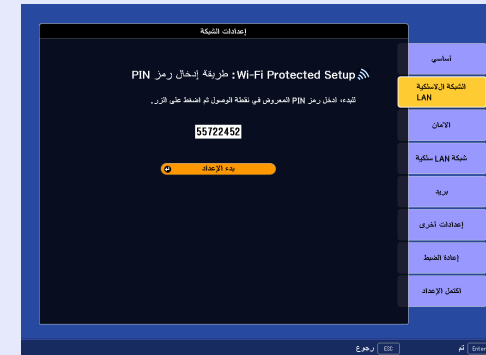 إعدادات الشبكة
Wi-Fi Protected Setup: طريقة إدخال رمز PIN
للبدء، ادخل رمز PIN المعروض في نقطة الوصول ثم اضغط على الزر.
55722452
بدء الإعداد
أساسي
الشبكة اللاسلكية
LAN
الأمان
شبكة LAN سلكية
بريد
إعدادات أخرى
إعادة الضبط
اكتمل الإعداد
ESC رجوع
Enter ثم